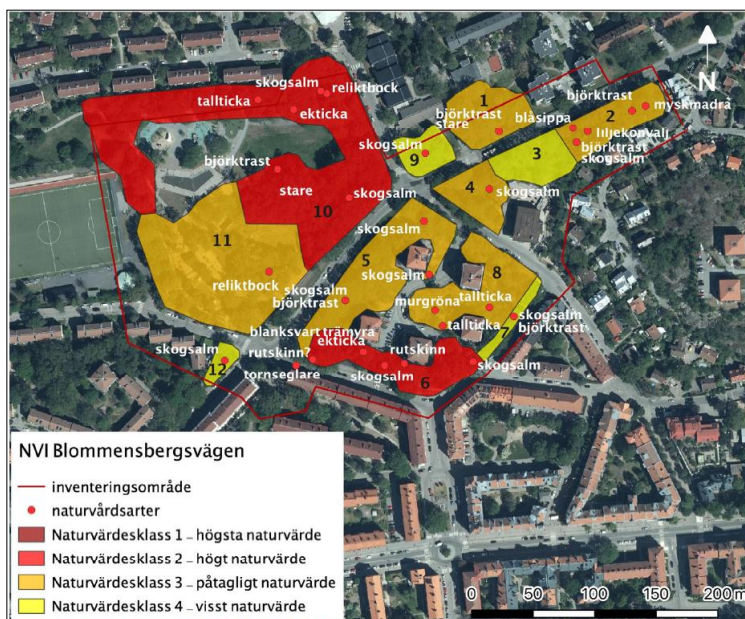 N
skogsalm
reliktbock
tallticka
ekticka
björktrast
stare
1
blåsippa
björktrast
2
myskmadra
liljekonvalj
björktrast
skogsalm
skogsalm
9
3
björktrast
stare
skogsalm
10
4
skogsalm
11
skogsalm
5
skogsalm
8
reliktbock
skogsalm
björktrast
murgröna
tallticka
tallticka
skogsalm
björktrast
7
blanksvart trämyra
ekticka
rutskinn?
rutskinn
skogsalm
12
tornseglare
skogsalm
6
skogsalm
NVI Blommensbergsvägen
inventeringsområde
naturvårdsarter
Naturvärdesklass 1 – högsta naturvärde
Naturvärdesklass 2 – högt naturvärde
Naturvärdesklass 3 – påtagligt naturvärde
Naturvärdesklass 4 – visst naturvärde
0 50 100 150 200 m